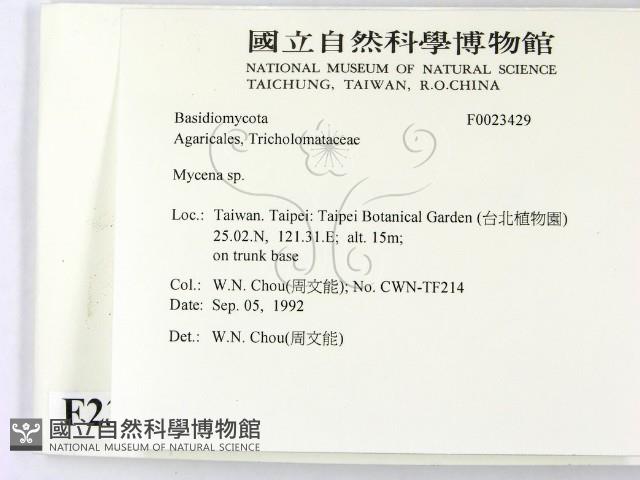 國立自然科學博物館
NATIONAL MUSEUM OF NATURAL SCIENCE
TAICHUNG, TAIWAN, R.O.CHINA
Basidiomycota F0023429
Agaricales, Tricholomataceae
Mycena sp.
Loc.: Taiwan. Taipei: Taipei Botanical Garden (台北植物園)
25.02.N, 121.31.E; alt. 15m;
on trunk base
Col.: W.N. Chou(周文能); No. CWN-TF214
Date: Sep. 05, 1992
Det.: W.N. Chou(周文能)
國立自然科學博物館
NATIONAL MUSEUM OF NATURAL SCIENCE